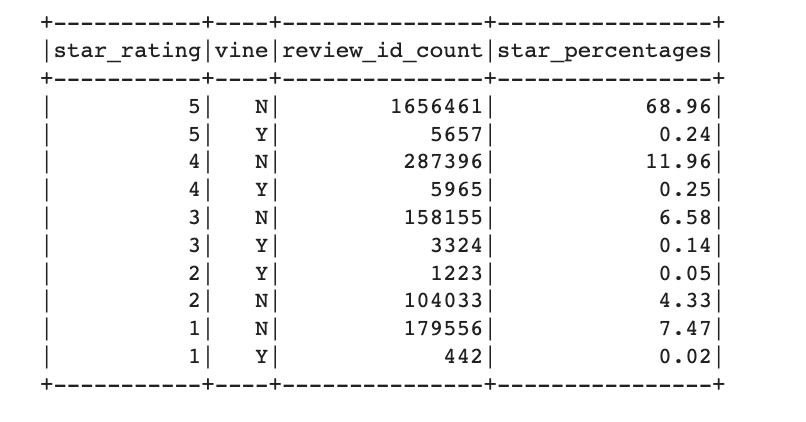 +-----------+----+---------------+----------------+
|star_rating|vine|review_id_count|star_percentages|
+-----------+----+---------------+----------------+
|          5|   N|        1656461|           68.96|
|          5|   Y|           5657|            0.24|
|          4|   N|         287396|           11.96|
|          4|   Y|           5965|            0.25|
|          3|   N|         158155|            6.58|
|          3|   Y|           3324|            0.14|
|          2|   Y|           1223|            0.05|
|          2|   N|         104033|            4.33|
|          1|   N|         179556|            7.47|
|          1|   Y|            442|            0.02|
+-----------+----+---------------+----------------+